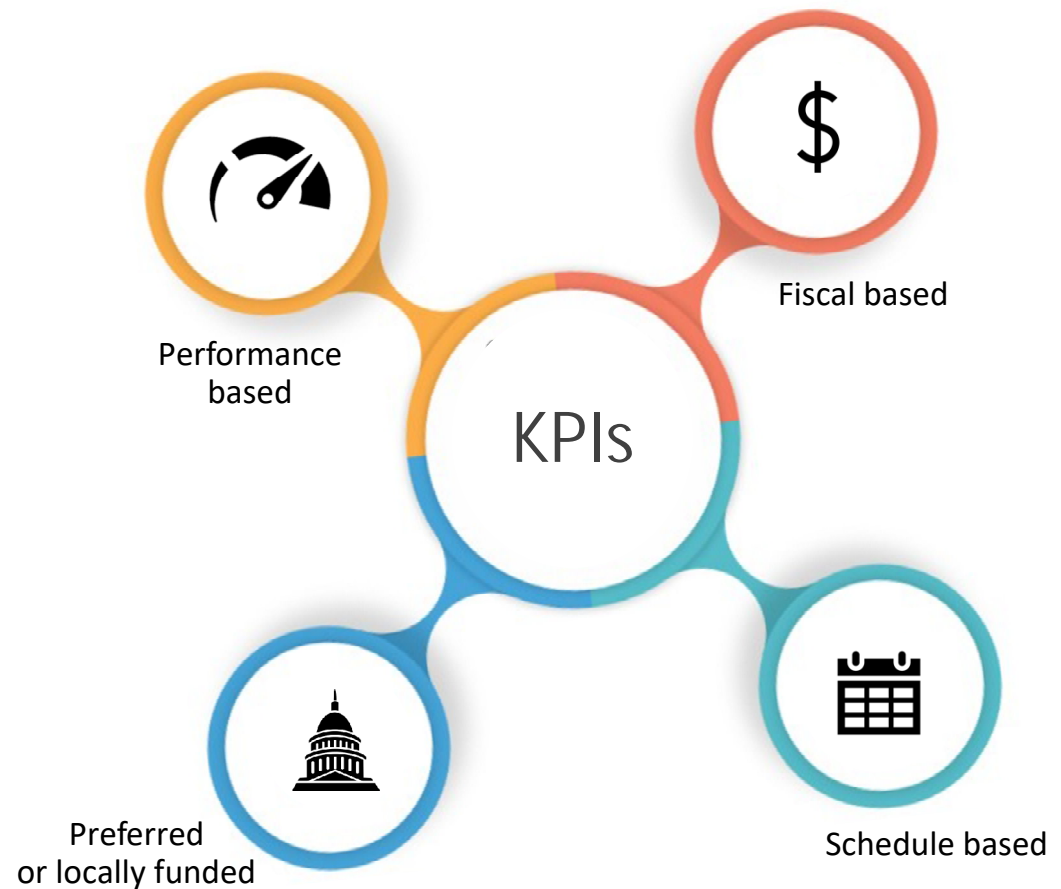 $
Fiscal based
Performance
based
KPIs
Preferred
or locally funded
Schedule based